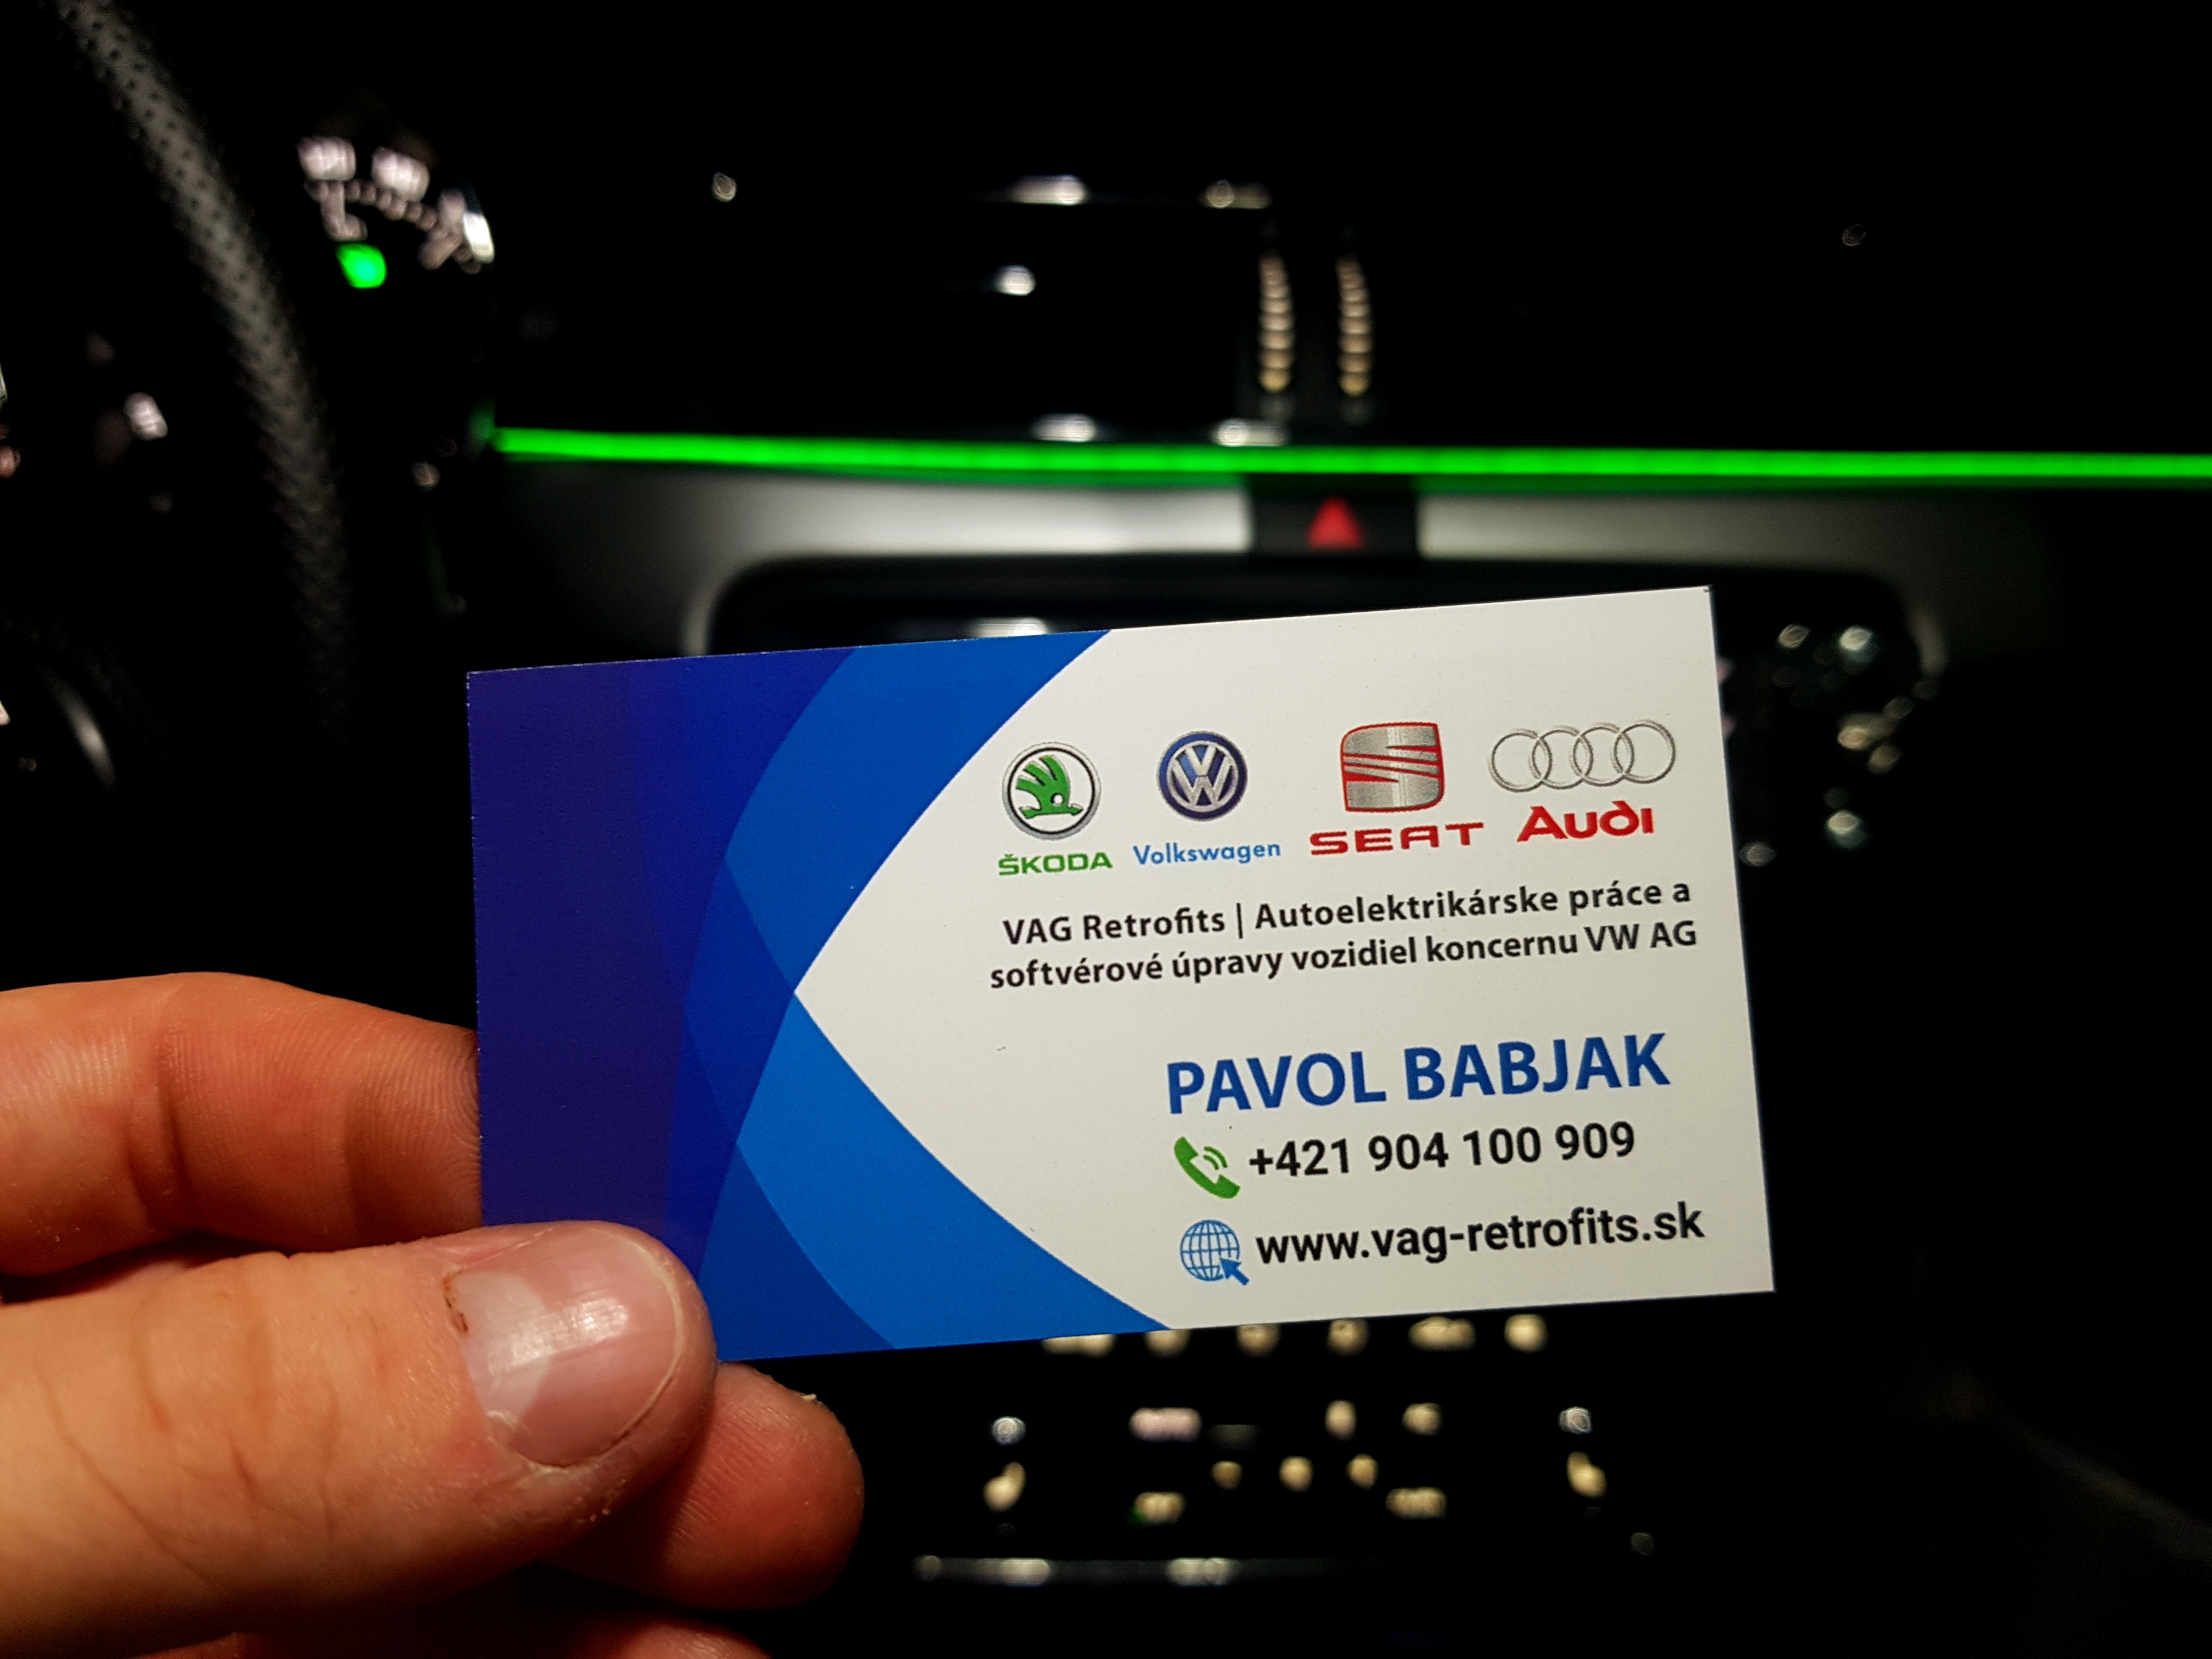 ŠKODA
Volkswagen
SEAT
Audi
VAG Retrofits | Autoelektrikárske práce a
softvérové úpravy vozidiel koncernu VW AG
PAVOL BABJAK
+421 904 100 909
www.vag-retrofits.sk